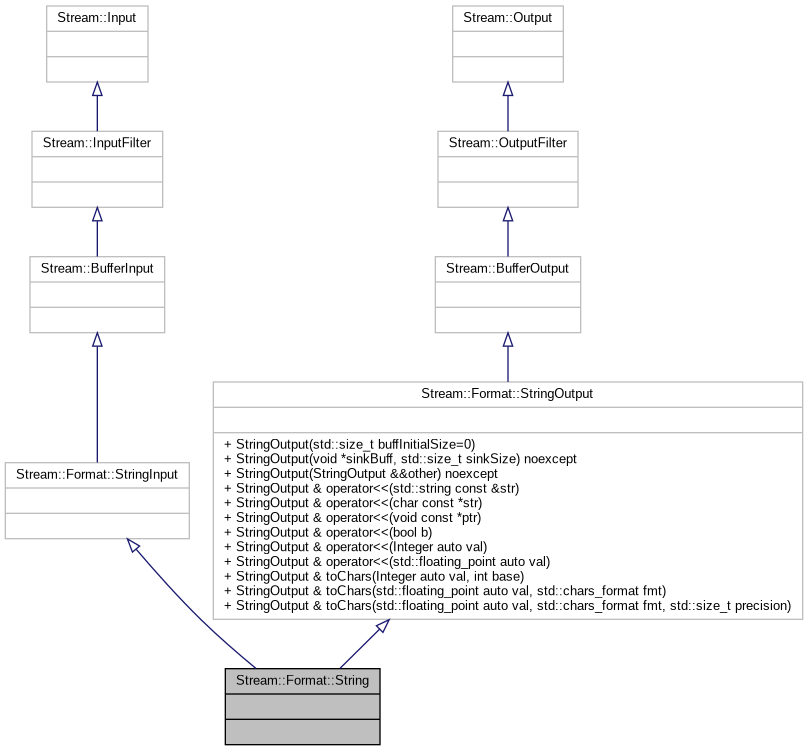 Stream::Input
Stream::Output
Stream::InputFilter
Stream::OutputFilter
Stream::BufferInput
Stream::BufferOutput
Stream::Format::StringOutput
+ StringOutput(std::size_t buffInitialSize=0)
+ StringOutput(void *sinkBuff, std::size_t sinkSize) noexcept
+ StringOutput(StringOutput &&other) noexcept
+ StringOutput & operator<<(std::string const &str)
+ StringOutput & operator<<(char const *str)
+ StringOutput & operator<<(void const *ptr)
+ StringOutput & operator<<(bool b)
+ StringOutput & operator<<(Integer auto val)
+ StringOutput & operator<<(std::floating_point auto val)
+ StringOutput & toChars(Integer auto val, int base)
+ StringOutput & toChars(std::floating_point auto val, std::chars_format fmt)
+ StringOutput & toChars(std::floating_point auto val, std::chars_format fmt, std::size_t precision)
Stream::Format::StringInput
Stream::Format::String